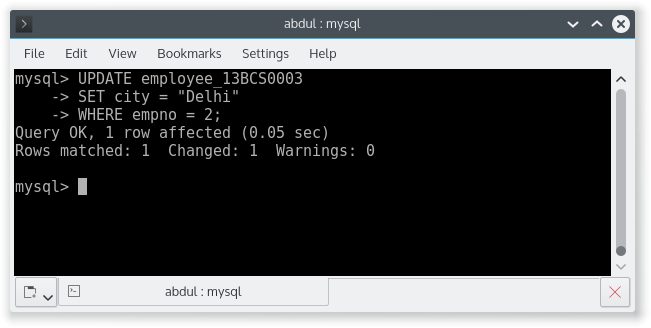 abdul : mysql
File Edit View Bookmarks Settings Help
mysql> UPDATE employee_13BCS0003
    -> SET city = "Delhi"
    -> WHERE empno = 2;
Query OK, 1 row affected (0.05 sec)
Rows matched: 1  Changed: 1  Warnings: 0
mysql>
abdul : mysql